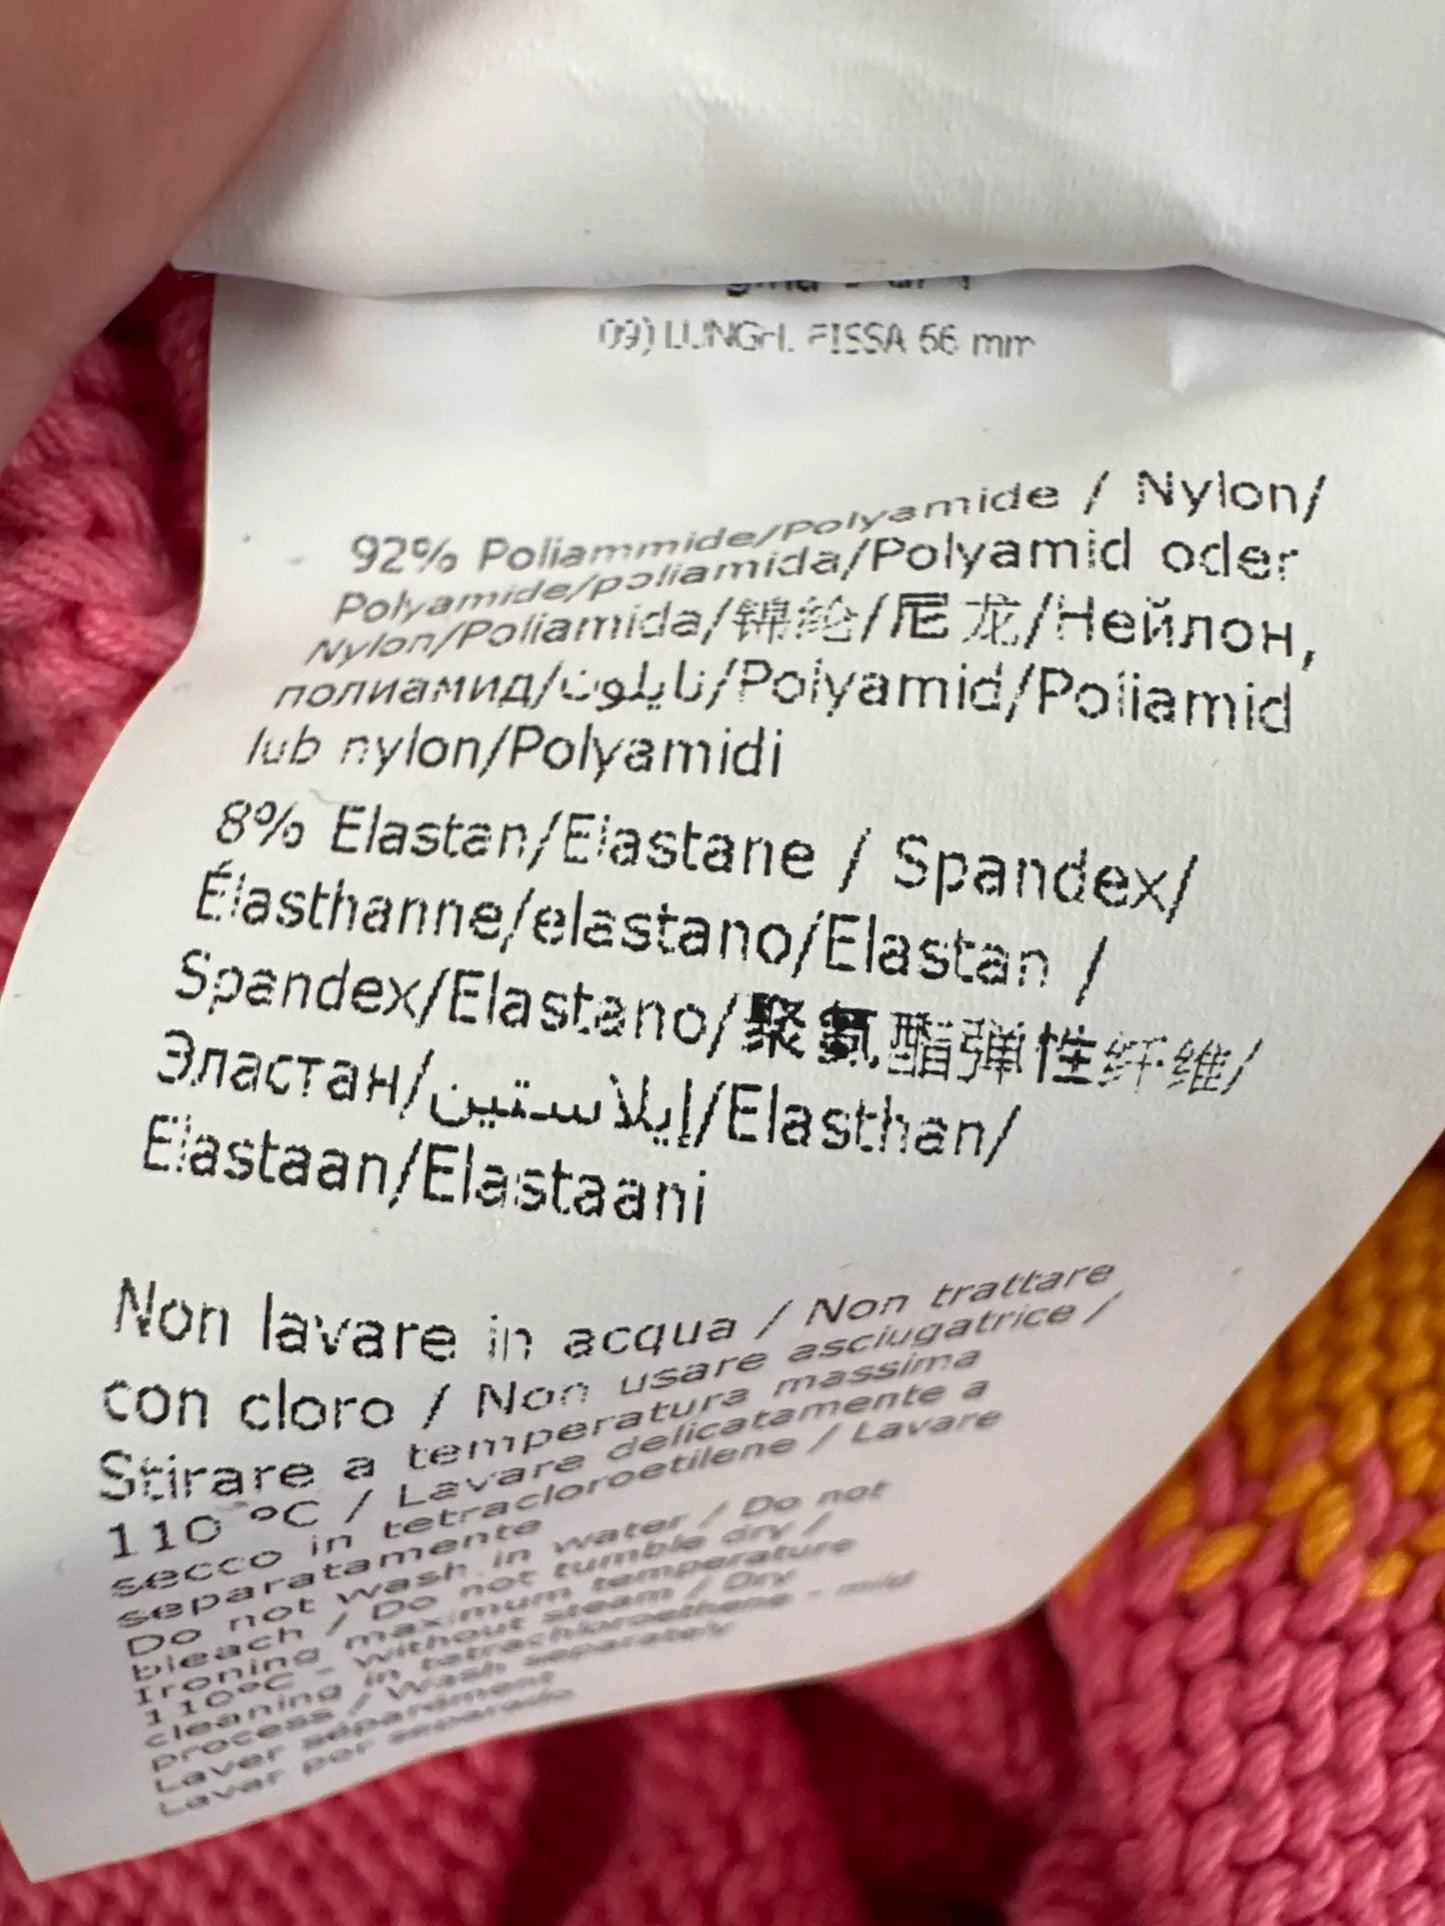 09) LUNGH. FISSA 66 mm
92% Poliammide/Polyamide / Nylon/
Polyamide/poliamida/Polyamid oder
Nylon/Poliamida/锦纶/尼龙/Нейлон,
полиамид/نايلون/Polyamid/Poliamid
lub nylon/Polyamidi
8% Elastan/Elastane / Spandex/
Élasthanne/elastano/Elastan /
Spandex/Elastano/聚氨酯弹性纤维/
Эластан/إيلاستين/Elasthan/
Elastaan/Elastaani
Non lavare in acqua / Non trattare
con cloro / Non usare asciugatrice /
Stirare a temperatura massima
110 °C / Lavare delicatamente a
secco in tetracloroetilene / Lavare
separatamente
Do not wash in water / Do not
bleach / Do not tumble dry /
Ironing maximum temperature
110°C - without steam / Dry
cleaning in tetrachloroethene - mild
process / Wash separately
Laver séparément
Lavar por separado